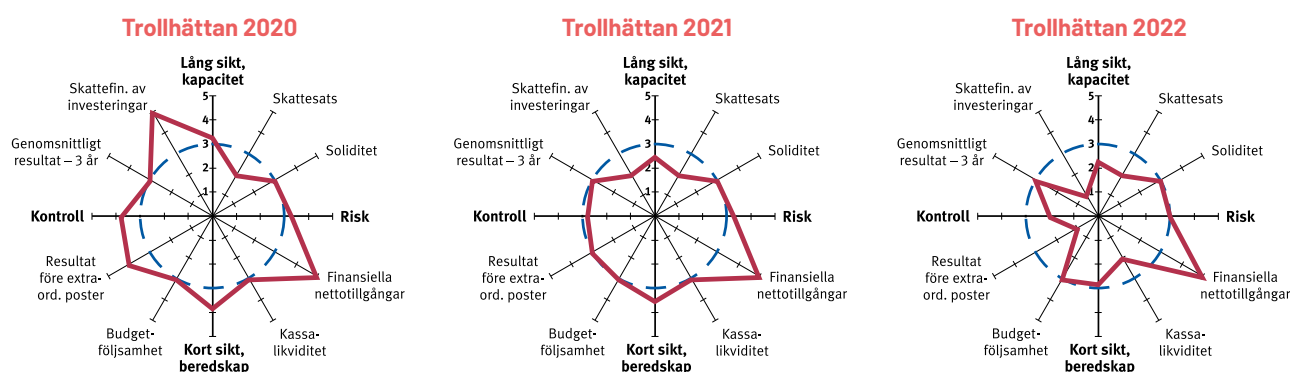 Trollhättan 2020
Lång sikt,
kapacitet
Skattefin. av
investeringar
Skattesats
Genomsnittligt
resultat – 3 år
Soliditet
5
4
3
2
1
Kontroll
Risk
Resultat
före extra-
ord. poster
Finansiella
nettotillgångar
Budget-
följsamhet
Kassa-
likviditet
Kort sikt,
beredskap
Trollhättan 2021
Lång sikt,
kapacitet
Skattefin. av
investeringar
Skattesats
Genomsnittligt
resultat – 3 år
Soliditet
5
4
3
2
1
Kontroll
Risk
Resultat
före extra-
ord. poster
Finansiella
nettotillgångar
Budget-
följsamhet
Kassa-
likviditet
Kort sikt,
beredskap
Trollhättan 2022
Lång sikt,
kapacitet
Skattefin. av
investeringar
Skattesats
Genomsnittligt
resultat – 3 år
Soliditet
5
4
3
2
1
Kontroll
Risk
Resultat
före extra-
ord. poster
Finansiella
nettotillgångar
Budget-
följsamhet
Kassa-
likviditet
Kort sikt,
beredskap